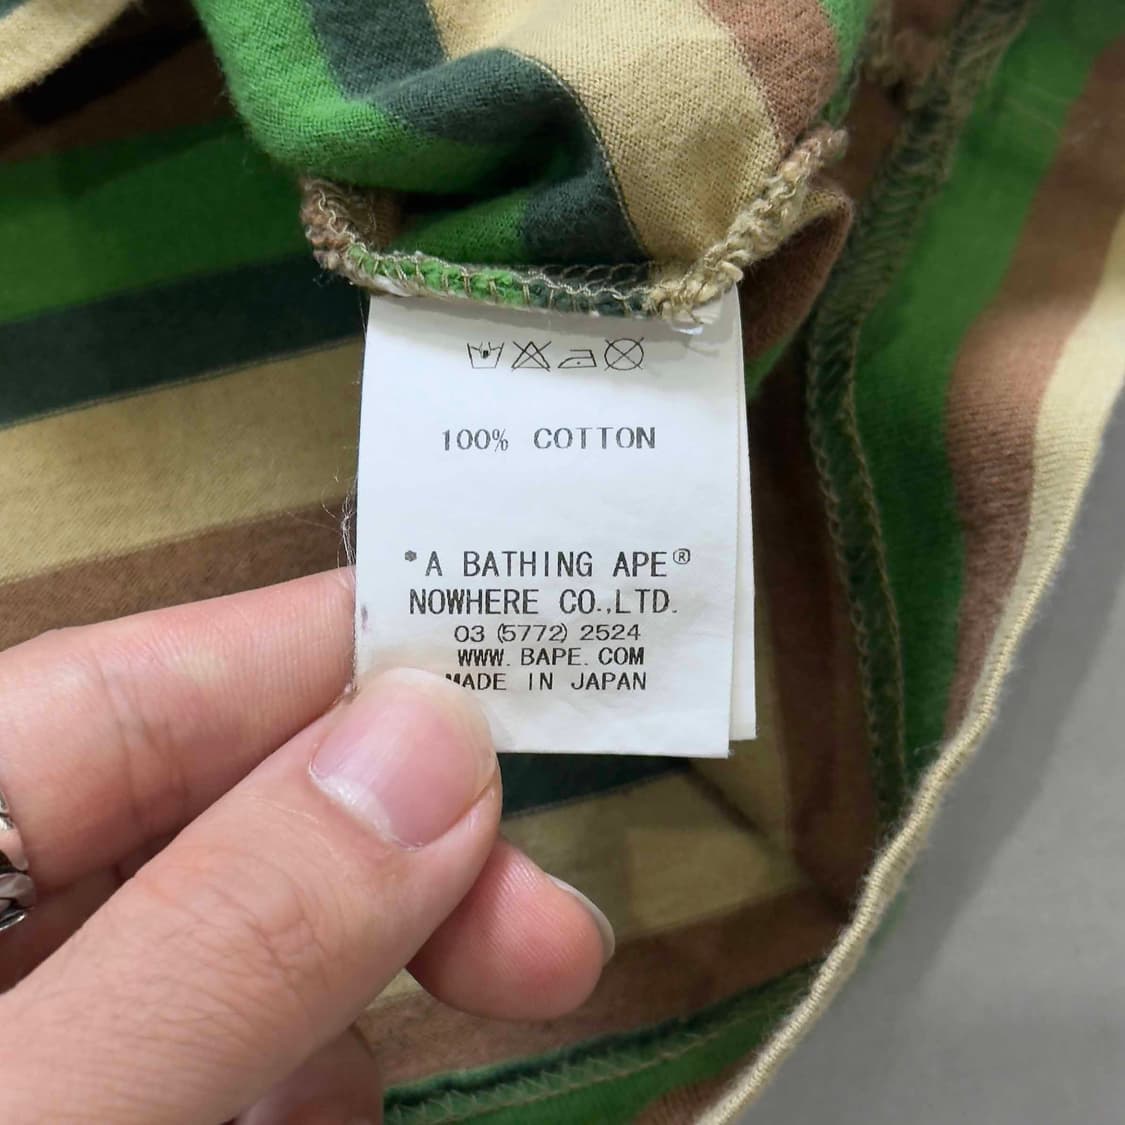 100% COTTON
*A BATHING APE®
NOWHERE CO.,LTD.
03 (5772) 2524
WWW. BAPE. COM
MADE IN JAPAN